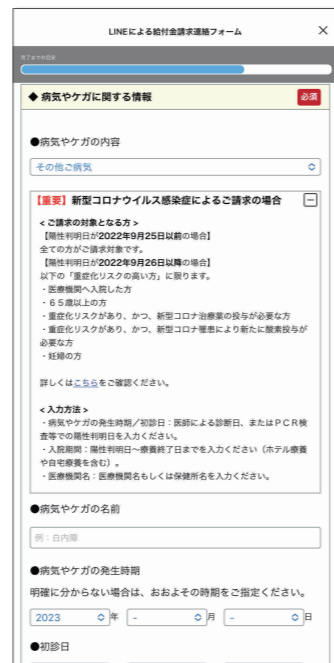 LINEによる給付金請求連絡フォーム
×
完了までの目安
◆ 病気やケガに関する情報
必須
●病気やケガの内容
その他ご病気
【重要】新型コロナウイルス感染症によるご請求の場合
< ご請求の対象となる方 >
【陽性判明日が2022年9月25日以前の場合】
全ての方がご請求対象です。
【陽性判明日が2022年9月26日以降の場合】
以下の「重症化リスクの高い方」に限ります。
・医療機関へ入院した方
・６５歳以上の方
・重症化リスクがあり、かつ、新型コロナ治療薬の投与が必要な方
・重症化リスクがあり、かつ、新型コロナ罹患により新たに酸素投与が
必要な方
・妊婦の方
詳しくはこちらをご確認ください。
< 入力方法 >
・病気やケガの発生時期／初診日：医師による診断日、またはＰＣＲ検
査等での陽性判明日を入力ください。
・入院期間：陽性判明日〜療養終了日までを入力ください（ホテル療養
や自宅療養を含む）。
・医療機関名：医療機関名もしくは保健所名を入力ください。
●病気やケガの名前
例：白内障
●病気やケガの発生時期
明確に分からない場合は、おおよその時期をご指定ください。
2023 年 - 月 - 日
●初診日